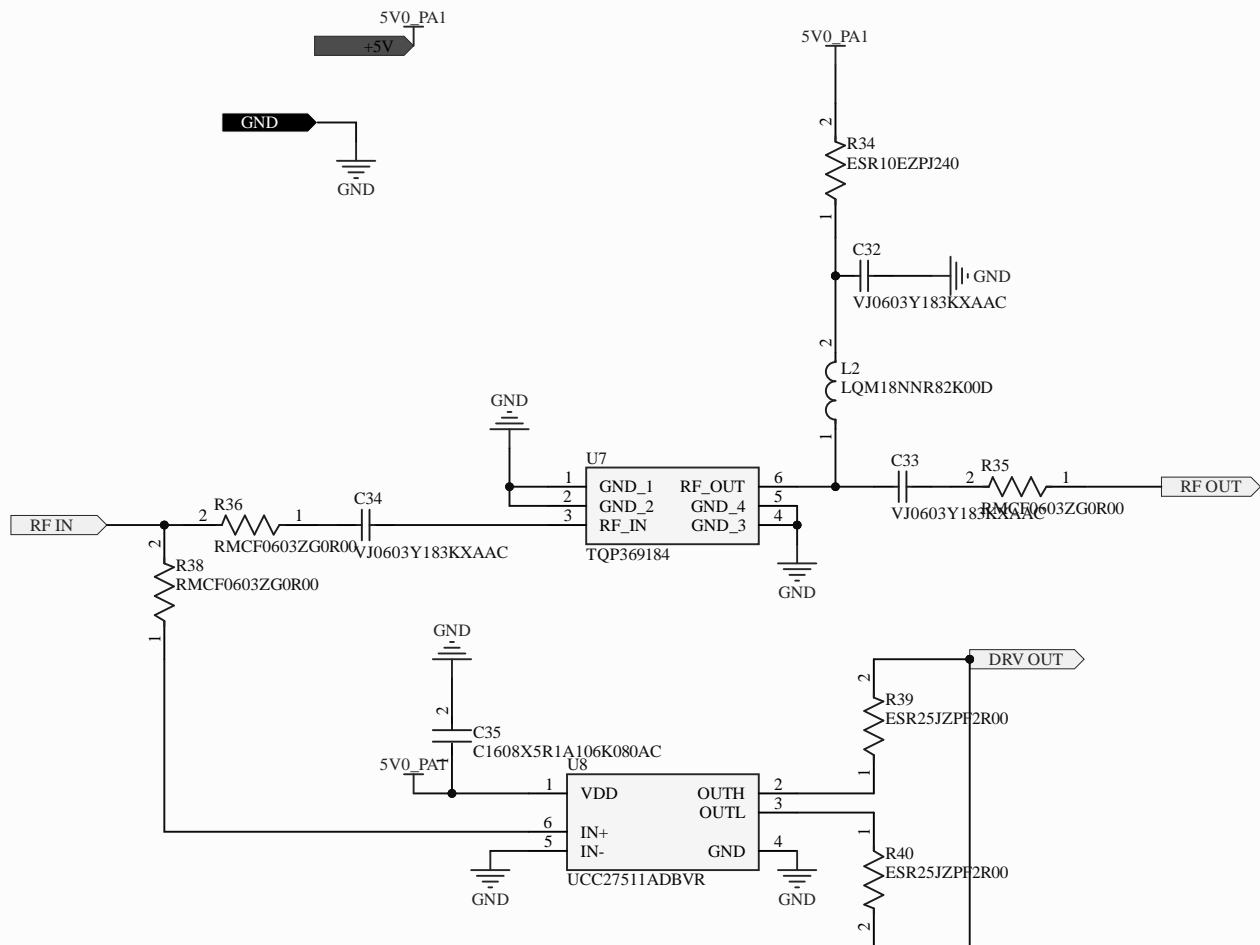 5V0_PA1
+5V
GND
GND
5V0_PA1
2
R34
ESR10EZPJ240
1
C32
GND
VJ0603Y183KXAAC
2
L2
LQM18NNR82K00D
1
GND
U7
1 GND_1 RF_OUT 6
2 GND_2 GND_4 5
3 RF_IN GND_3 4
TQP369184
GND
C33
VJ0603Y183KXAAC
2 R35 1
RMCF0603ZG0R00
RF OUT
RF IN
R36
2 1
RMCF0603ZG0R00
C34
VJ0603Y183KXAAC
2
R38
RMCF0603ZG0R00
1
GND
2
C35
C1608X5R1A106K080AC
1
5V0_PA1
U8
1 VDD OUTH 2
OUTL 3
6 IN+
5 IN- GND 4
UCC27511ADBVR
GND
GND
DRV OUT
2
R39
ESR25JZPF2R00
1
1
R40
ESR25JZPF2R00
2